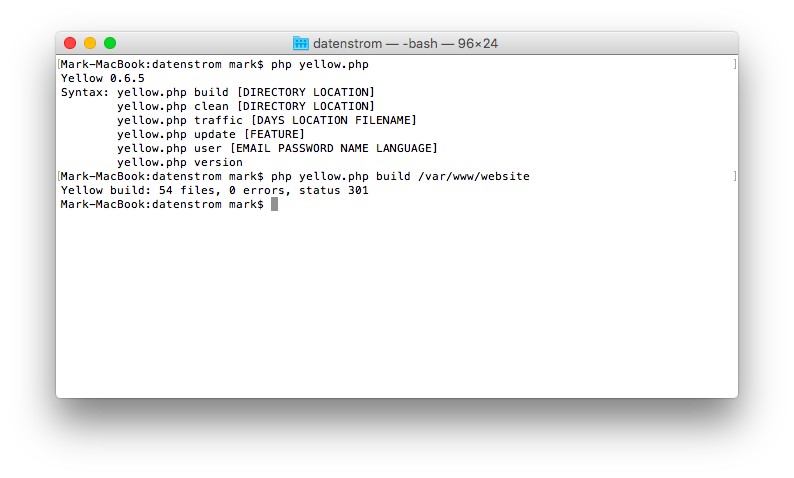 datenstrom — -bash — 96×24
[Mark-MacBook:datenstrom mark$ php yellow.php ]
Yellow 0.6.5
Syntax: yellow.php build [DIRECTORY LOCATION]
        yellow.php clean [DIRECTORY LOCATION]
        yellow.php traffic [DAYS LOCATION FILENAME]
        yellow.php update [FEATURE]
        yellow.php user [EMAIL PASSWORD NAME LANGUAGE]
        yellow.php version
[Mark-MacBook:datenstrom mark$ php yellow.php build /var/www/website ]
Yellow build: 54 files, 0 errors, status 301
Mark-MacBook:datenstrom mark$